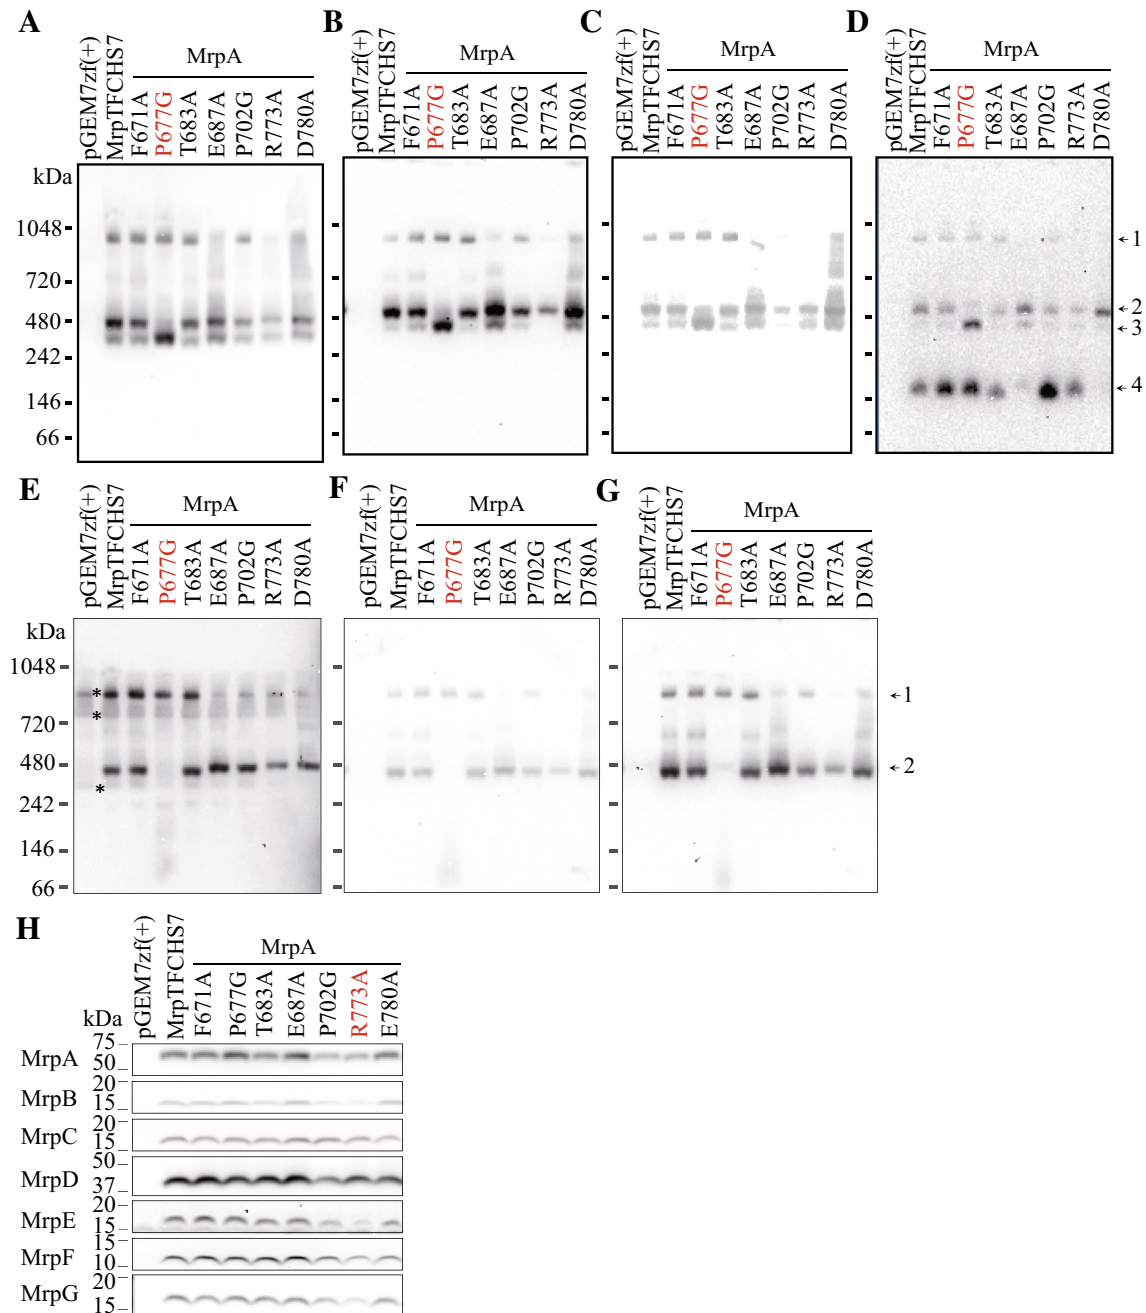 A
pGEM7zf(+)
MrpTFCHS7
MrpA
F671A
P677G
T683A
E687A
P702G
R773A
D780A
kDa
1048
720
480
242
146
66
B
pGEM7zf(+)
MrpTFCHS7
MrpA
F671A
P677G
T683A
E687A
P702G
R773A
D780A
C
pGEM7zf(+)
MrpTFCHS7
MrpA
F671A
P677G
T683A
E687A
P702G
R773A
D780A
D
pGEM7zf(+)
MrpTFCHS7
MrpA
F671A
P677G
T683A
E687A
P702G
R773A
D780A
←1
←2
←3
←4
E
pGEM7zf(+)
MrpTFCHS7
MrpA
F671A
P677G
T683A
E687A
P702G
R773A
D780A
kDa
1048
720
480
242
146
66
*
*
*
F
pGEM7zf(+)
MrpTFCHS7
MrpA
F671A
P677G
T683A
E687A
P702G
R773A
D780A
G
pGEM7zf(+)
MrpTFCHS7
MrpA
F671A
P677G
T683A
E687A
P702G
R773A
D780A
←1
←2
H
pGEM7zf(+)
MrpTFCHS7
MrpA
F671A
P677G
T683A
E687A
P702G
R773A
E780A
kDa
MrpA 75 50
MrpB 20 15
MrpC 20 15
MrpD 50 37
MrpE 20 15
MrpF 15 10
MrpG 20 15